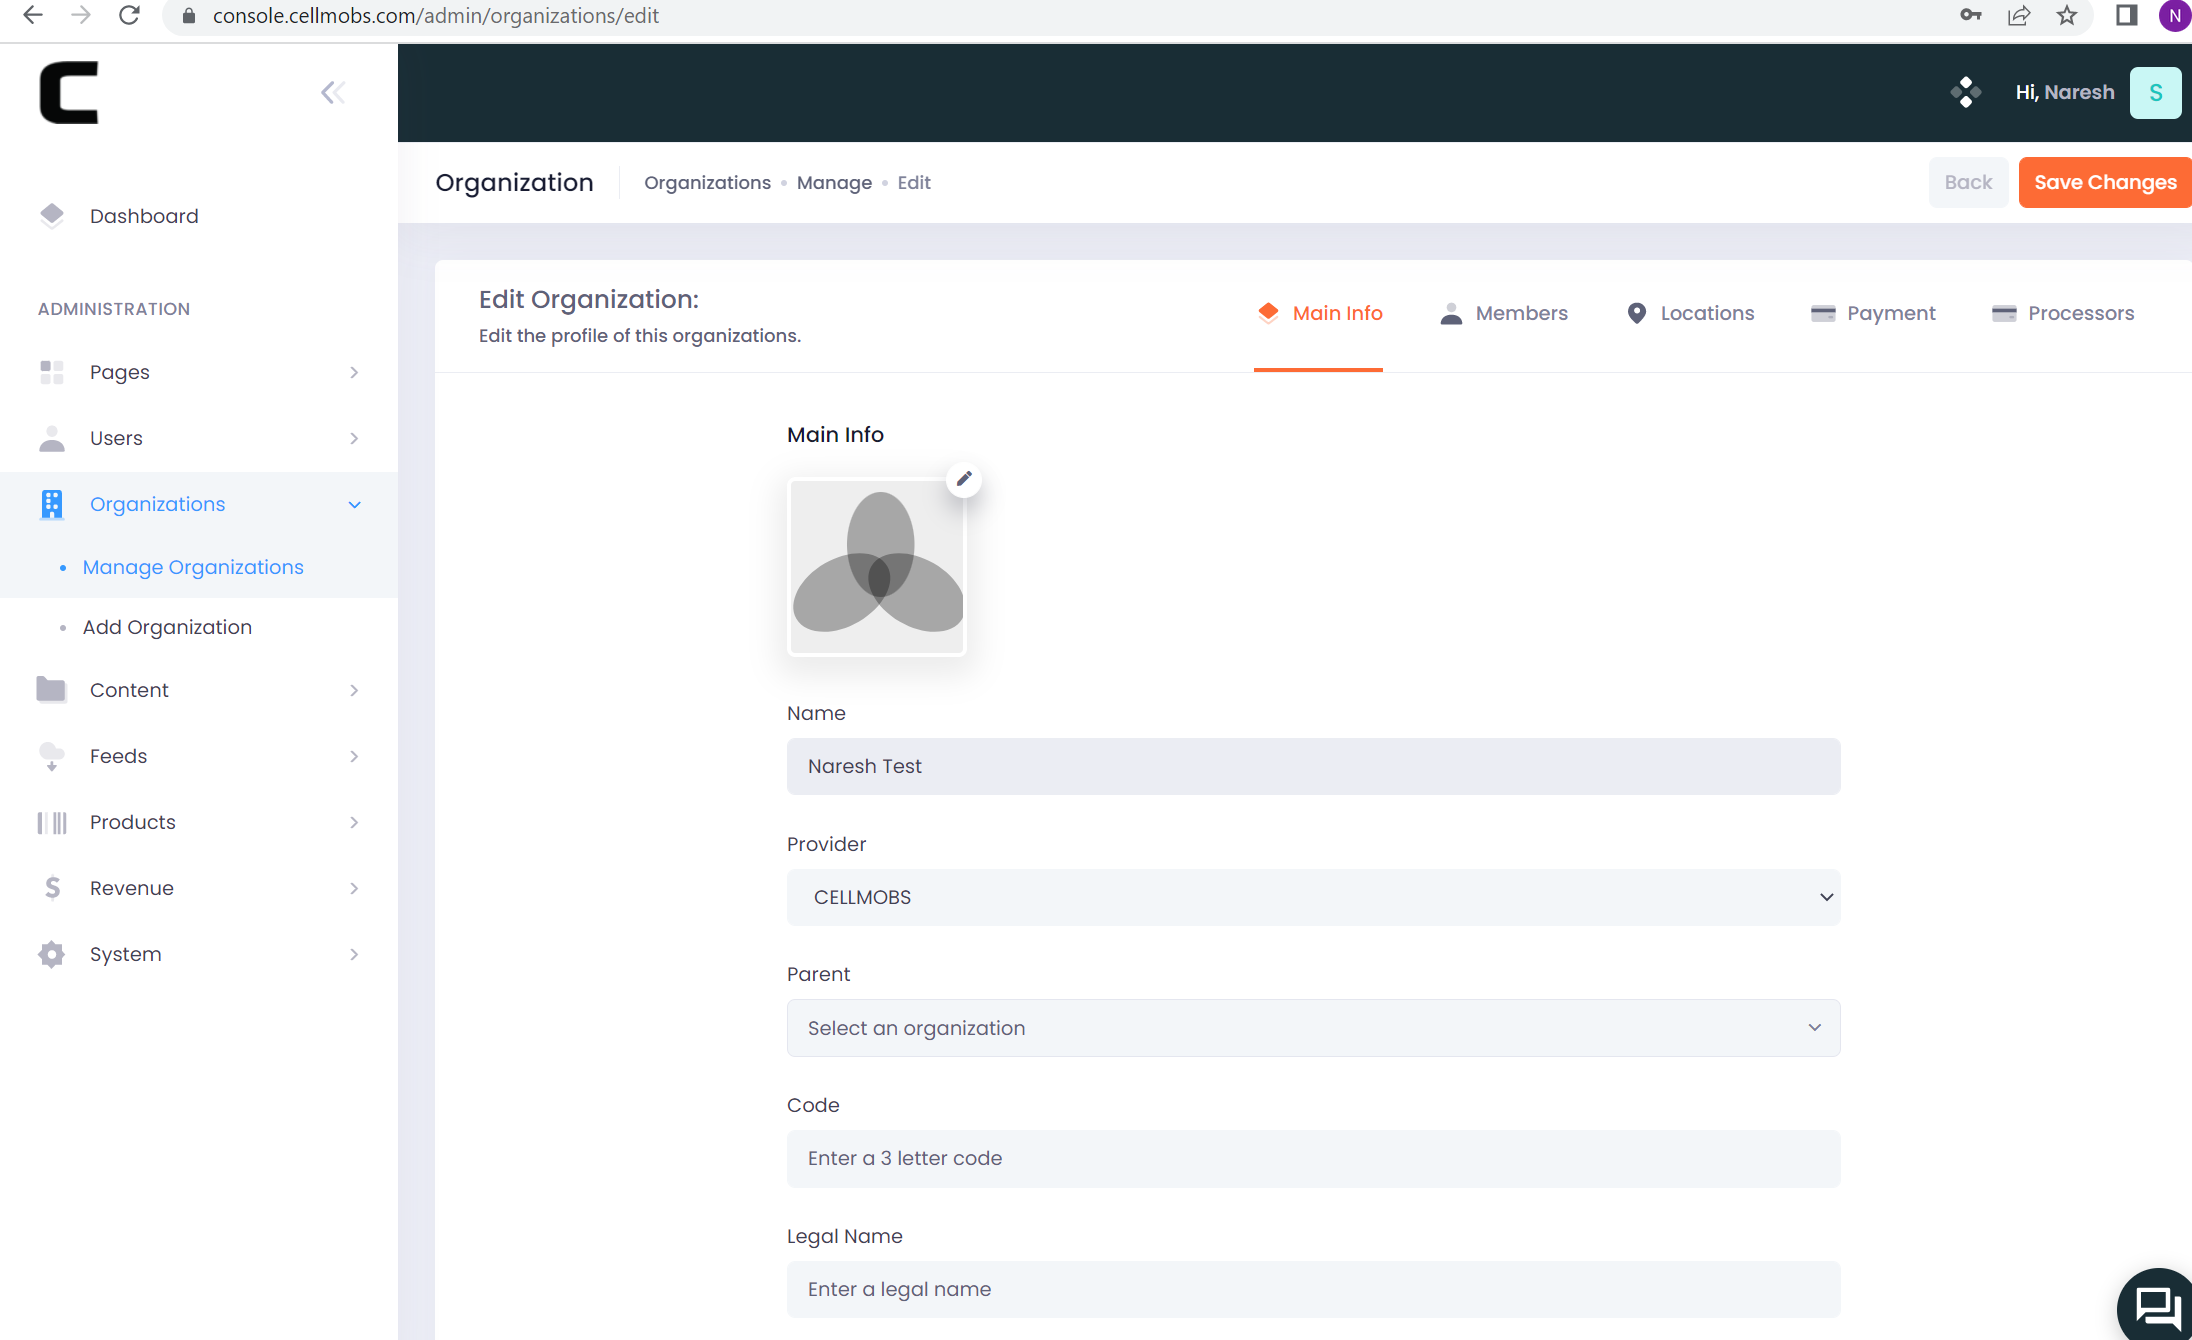 console.cellmobs.com/admin/organizations/edit
N
C
Hi, Naresh
S
Organization
Organizations • Manage • Edit
Back
Save Changes
Dashboard
ADMINISTRATION
Pages
Users
Organizations
Manage Organizations
Add Organization
Content
Feeds
Products
Revenue
System
Edit Organization:
Edit the profile of this organizations.
Main Info
Members
Locations
Payment
Processors
Main Info
Name
Naresh Test
Provider
CELLMOBS
Parent
Select an organization
Code
Enter a 3 letter code
Legal Name
Enter a legal name